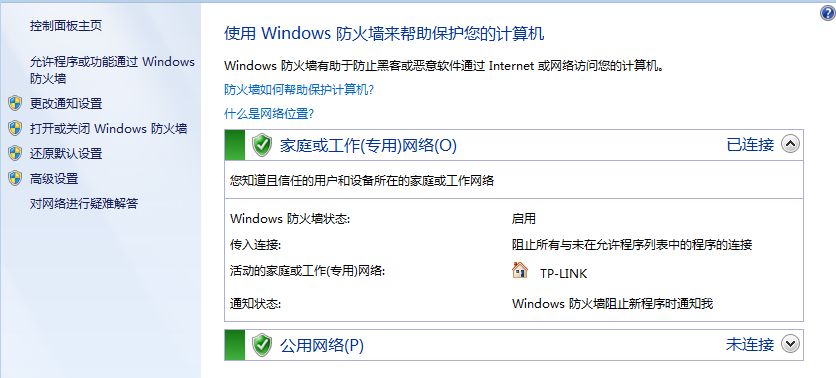 控制面板主页
允许程序或功能通过 Windows
防火墙
更改通知设置
打开或关闭 Windows 防火墙
还原默认设置
高级设置
对网络进行疑难解答
使用 Windows 防火墙来帮助保护您的计算机
Windows 防火墙有助于防止黑客或恶意软件通过 Internet 或网络访问您的计算机。
防火墙如何帮助保护计算机?
什么是网络位置?
家庭或工作(专用)网络(O) 已连接
您知道且信任的用户和设备所在的家庭或工作网络
Windows 防火墙状态: 启用
传入连接: 阻止所有与未在允许程序列表中的程序的连接
活动的家庭或工作(专用)网络: TP-LINK
通知状态: Windows 防火墙阻止新程序时通知我
公用网络(P) 未连接